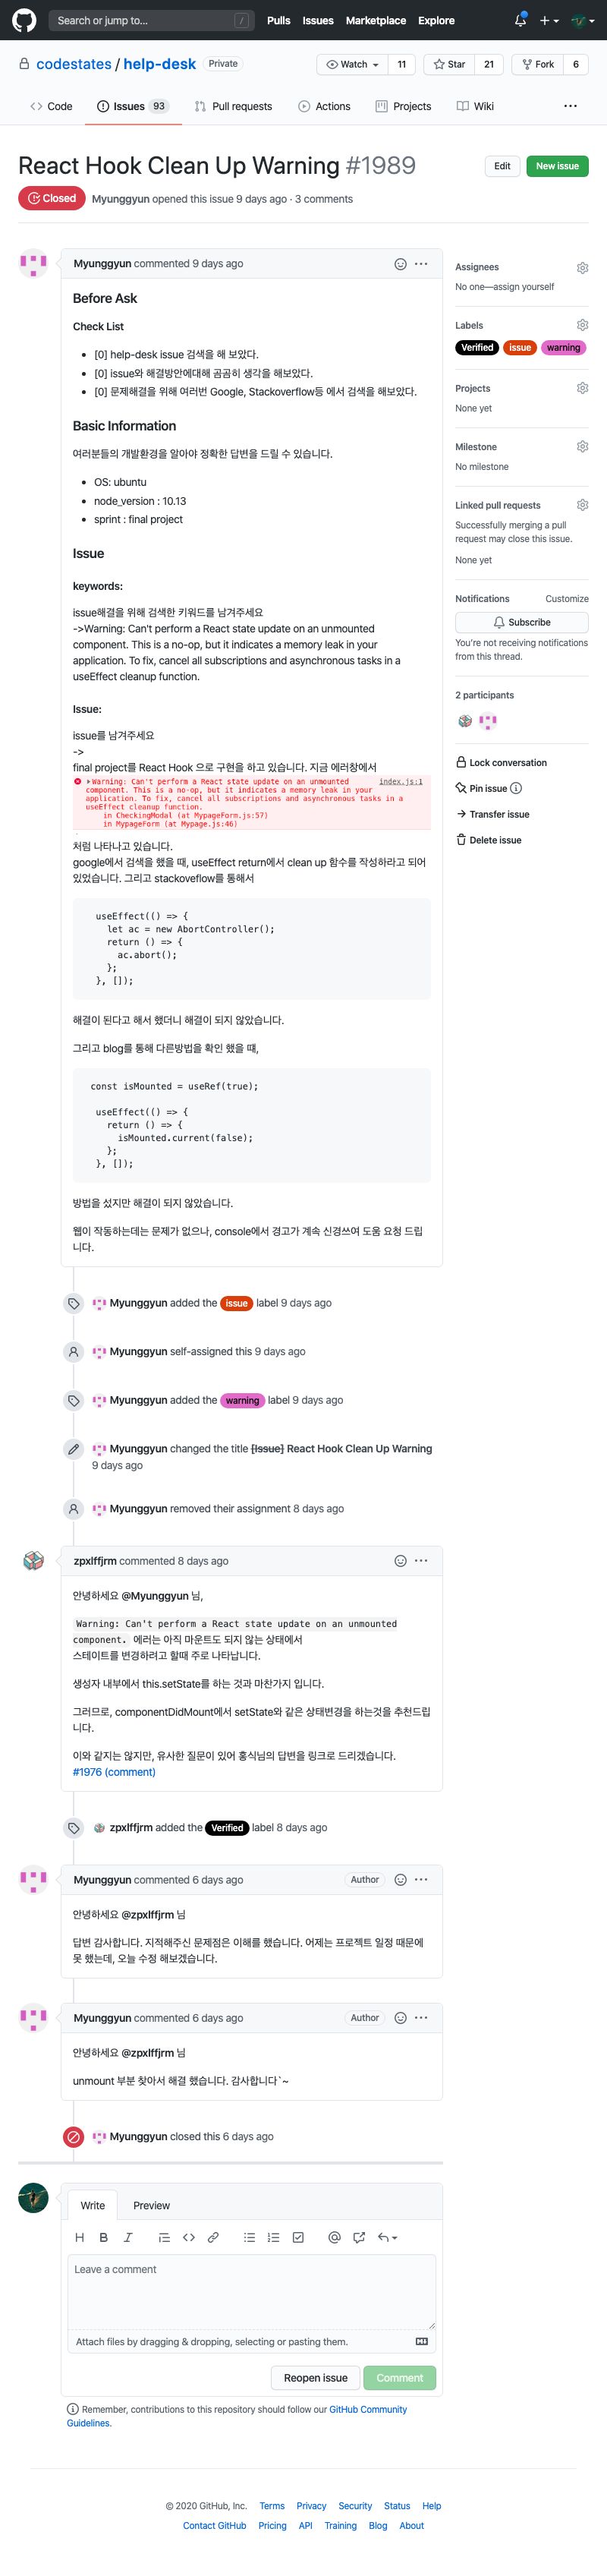 Search or jump to... /
Pulls Issues Marketplace Explore
codestates / help-desk Private
Watch 11 Star 21 Fork 6
Code Issues 93 Pull requests Actions Projects Wiki ...
React Hook Clean Up Warning #1989
Edit New issue
Closed Myunggyun opened this issue 9 days ago · 3 comments
Myunggyun commented 9 days ago
Before Ask
Check List
• [0] help-desk issue 검색을 해 보았다.
• [0] issue와 해결방안에대해 곰곰히 생각을 해보았다.
• [0] 문제해결을 위해 여러번 Google, Stackoverflow등 에서 검색을 해보았다.
Basic Information
여러분들의 개발환경을 알아야 정확한 답변을 드릴 수 있습니다.
• OS: ubuntu
• node_version : 10.13
• sprint : final project
Issue
keywords:
issue해결을 위해 검색한 키워드를 남겨주세요
->Warning: Can't perform a React state update on an unmounted
component. This is a no-op, but it indicates a memory leak in your
application. To fix, cancel all subscriptions and asynchronous tasks in a
useEffect cleanup function.
Issue:
issue를 남겨주세요
->
final project를 React Hook 으로 구현을 하고 있습니다. 지금 에러창에서
Warning: Can't perform a React state update on an unmounted index.js:1
component. This is a no-op, but it indicates a memory leak in your
application. To fix, cancel all subscriptions and asynchronous tasks in a
useEffect cleanup function.
in CheckingModal (at MypageForm.js:57)
in MypageForm (at Mypage.js:46)
처럼 나타나고 있습니다.
google에서 검색을 했을 때, useEffect return에서 clean up 함수를 작성하라고 되어
있었습니다. 그리고 stackoveflow를 통해서
useEffect(() => {
let ac = new AbortController();
return () => {
ac.abort();
};
}, []);
해결이 된다고 해서 했더니 해결이 되지 않았습니다.
그리고 blog를 통해 다른방법을 확인 했을 떄,
const isMounted = useRef(true);
useEffect(() => {
return () => {
isMounted.current(false);
};
}, []);
방법을 섰지만 해결이 되지 않았습니다.
웹이 작동하는데는 문제가 없으나, console에서 경고가 계속 신경쓰여 도움 요청 드립
니다.
Myunggyun added the issue label 9 days ago
Myunggyun self-assigned this 9 days ago
Myunggyun added the warning label 9 days ago
Myunggyun changed the title [Issue] React Hook Clean Up Warning
9 days ago
Myunggyun removed their assignment 8 days ago
zpxlffjrm commented 8 days ago
안녕하세요 @Myunggyun 님,
Warning: Can't perform a React state update on an unmounted
component. 에러는 아직 마운트도 되지 않는 상태에서
스테이트를 변경하려고 할때 주로 나타납니다.
생성자 내부에서 this.setState를 하는 것과 마찬가지 입니다.
그러므로, componentDidMount에서 setState와 같은 상태변경을 하는것을 추천드립
니다.
이와 같지는 않지만, 유사한 질문이 있어 홍식님의 답변을 링크로 드리겠습니다.
#1976 (comment)
zpxlffjrm added the Verified label 8 days ago
Myunggyun commented 6 days ago Author
안녕하세요 @zpxlffjrm 님
답변 감사합니다. 지적해주신 문제점은 이해를 했습니다. 어제는 프로젝트 일정 때문에
못 했는데, 오늘 수정 해보겠습니다.
Myunggyun commented 6 days ago Author
안녕하세요 @zpxlffjrm 님
unmount 부분 찾아서 해결 했습니다. 감사합니다`~
Myunggyun closed this 6 days ago
Write Preview
Leave a comment
Attach files by dragging & dropping, selecting or pasting them.
Reopen issue Comment
Remember, contributions to this repository should follow our GitHub Community
Guidelines.
Assignees
No one—assign yourself
Labels
Verified issue warning
Projects
None yet
Milestone
No milestone
Linked pull requests
Successfully merging a pull
request may close this issue.
None yet
Notifications Customize
Subscribe
You're not receiving notifications
from this thread.
2 participants
Lock conversation
Pin issue
Transfer issue
Delete issue
© 2020 GitHub, Inc. Terms Privacy Security Status Help
Contact GitHub Pricing API Training Blog About